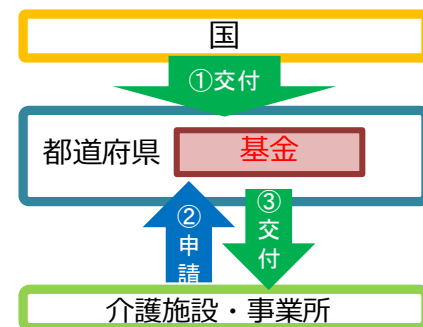 国
①交付
都道府県
基金
②申請
③交付
介護施設・事業所